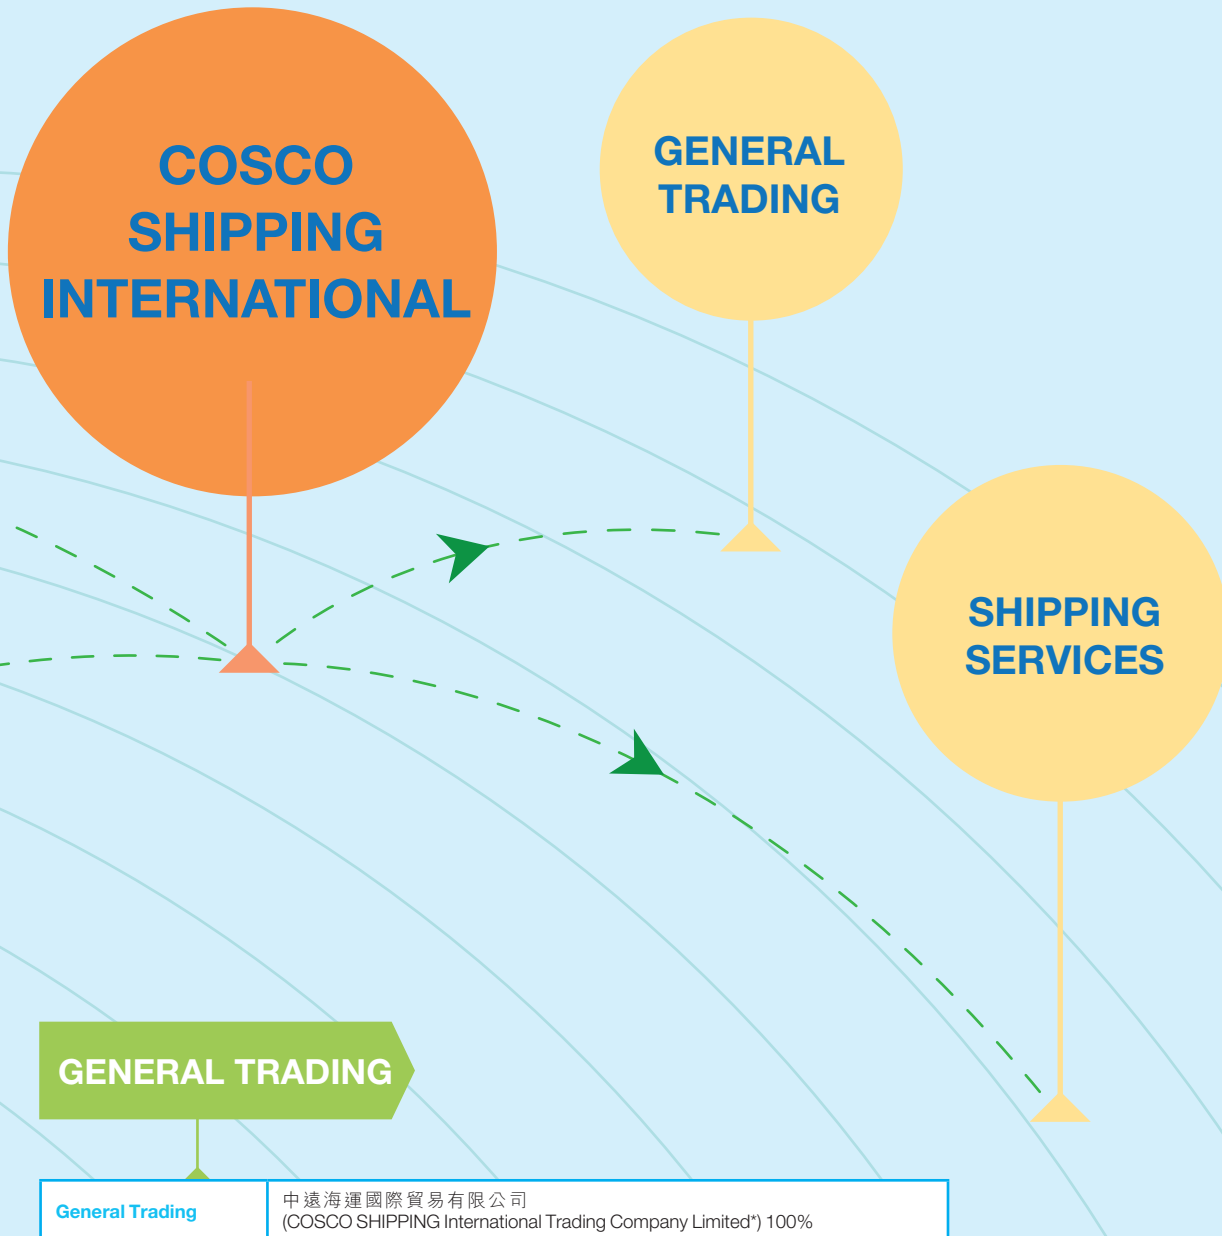 COSCO
SHIPPING
INTERNATIONAL
GENERAL
TRADING
SHIPPING
SERVICES
GENERAL TRADING
General Trading
中遠海運國際貿易有限公司
(COSCO SHIPPING International Trading Company Limited*) 100%